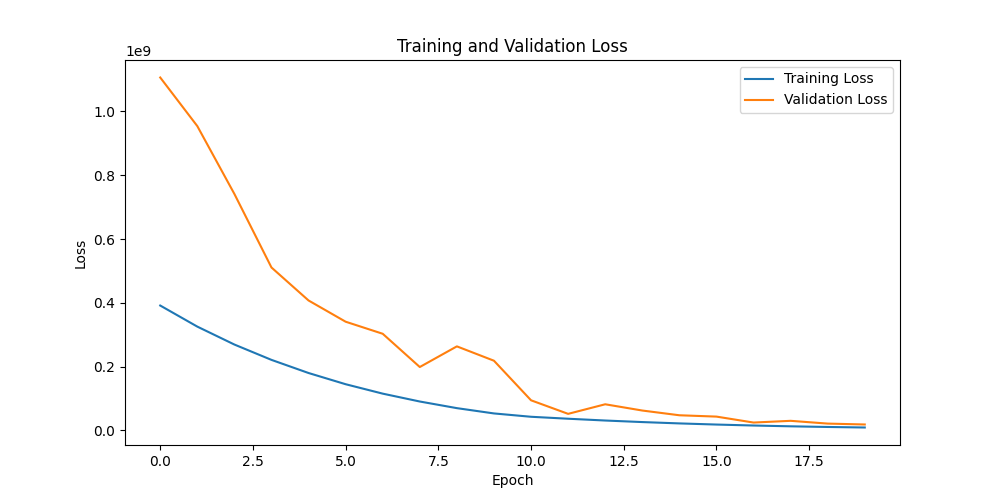 Training and Validation Loss
1e9
Training Loss
Validation Loss
1.0
0.8
0.6
0.4
0.2
0.0
Loss
0.0 2.5 5.0 7.5 10.0 12.5 15.0 17.5
Epoch